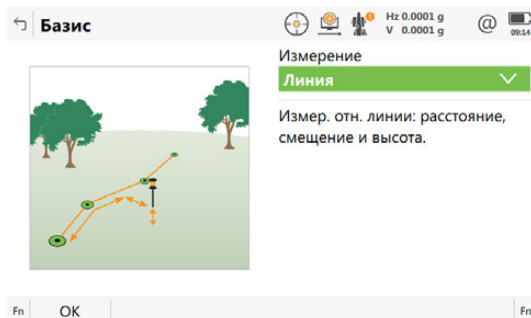 Базис
Hz 0.0001 g
V 0.0001 g
@
09:14
Измерение
Линия
Измер. отн. линии: расстояние,
смещение и высота.
Fn OK Fn